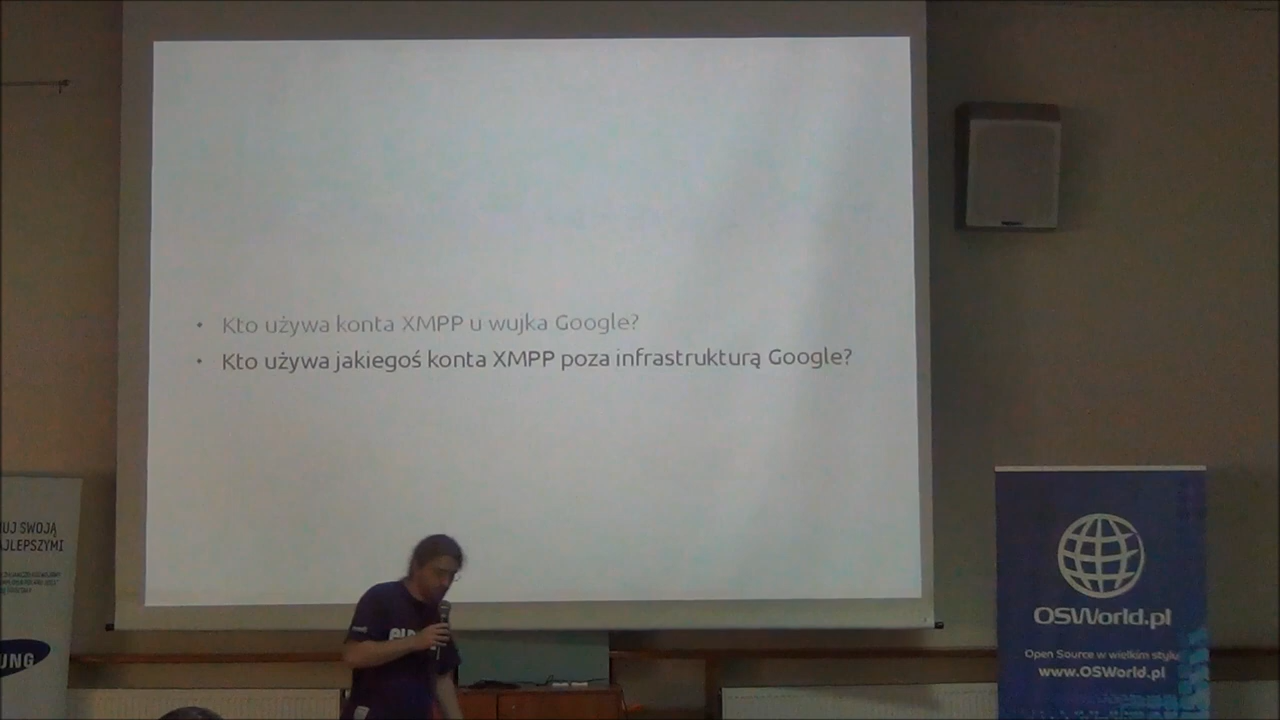 • Kto używa konta XMPP u wujka Google?
• Kto używa jakiegoś konta XMPP poza infrastrukturą Google?
UJ SWOJĄ
AJLEPSZYMI
UNG
OSWorld.pl
Open Source w wielkim stylu
www.OSWorld.pl